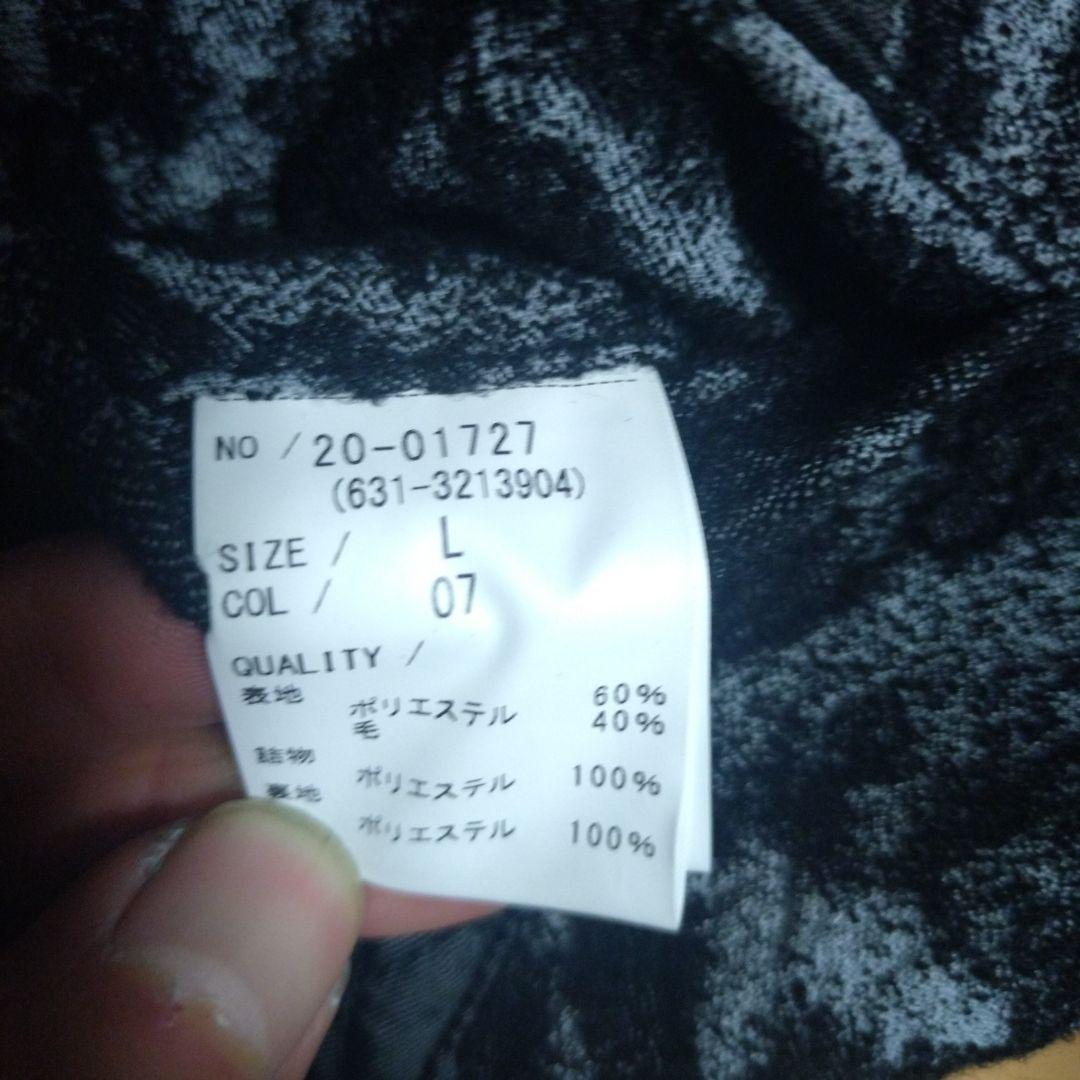 NO / 20-01727
(631-3213904)
SIZE / L
COL / 07
QUALITY /
表地
ポリエステル 60%
毛 40%
詰物
ポリエステル 100%
裏地
ポリエステル 100%